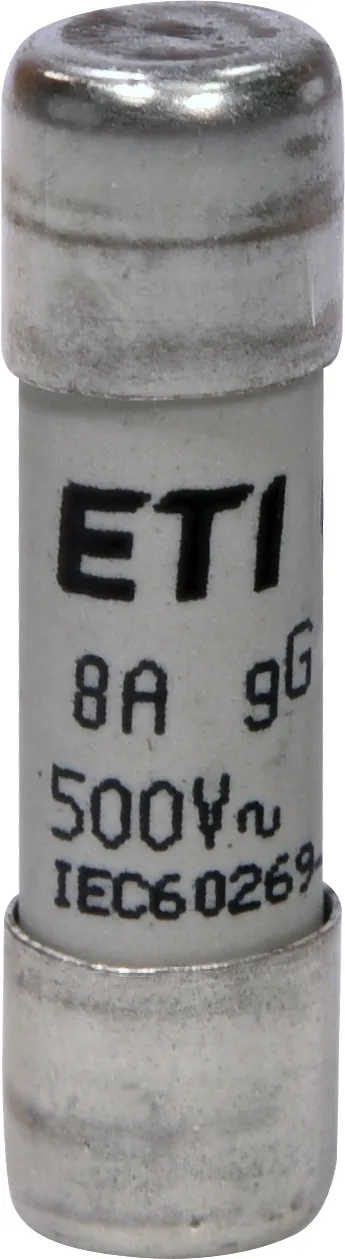 ETI
8A gG
500V~
IEC60269-